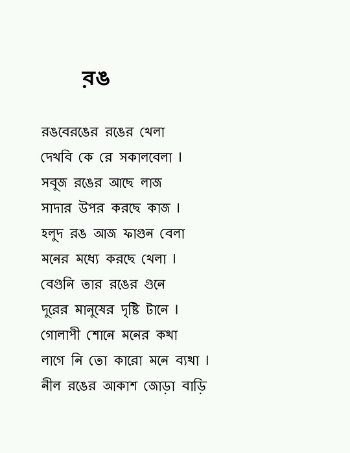 রঙ
রঙবেরঙের রঙের খেলা
দেখবি কে রে সকালবেলা ।
সবুজ রঙের আছে লাজ
সাদার উপর করছে কাজ ।
হলুদ রঙ আজ ফাগুন বেলা
মনের মধ্যে করছে খেলা ।
বেগুনি তার রঙের গুনে
দুরের মানুষের দৃষ্টি টানে ।
গোলাপী শোনে মনের কথা
লাগে নি তো কারো মনে ব্যথা ।
নীল রঙের আকাশ জোড়া বাড়ি